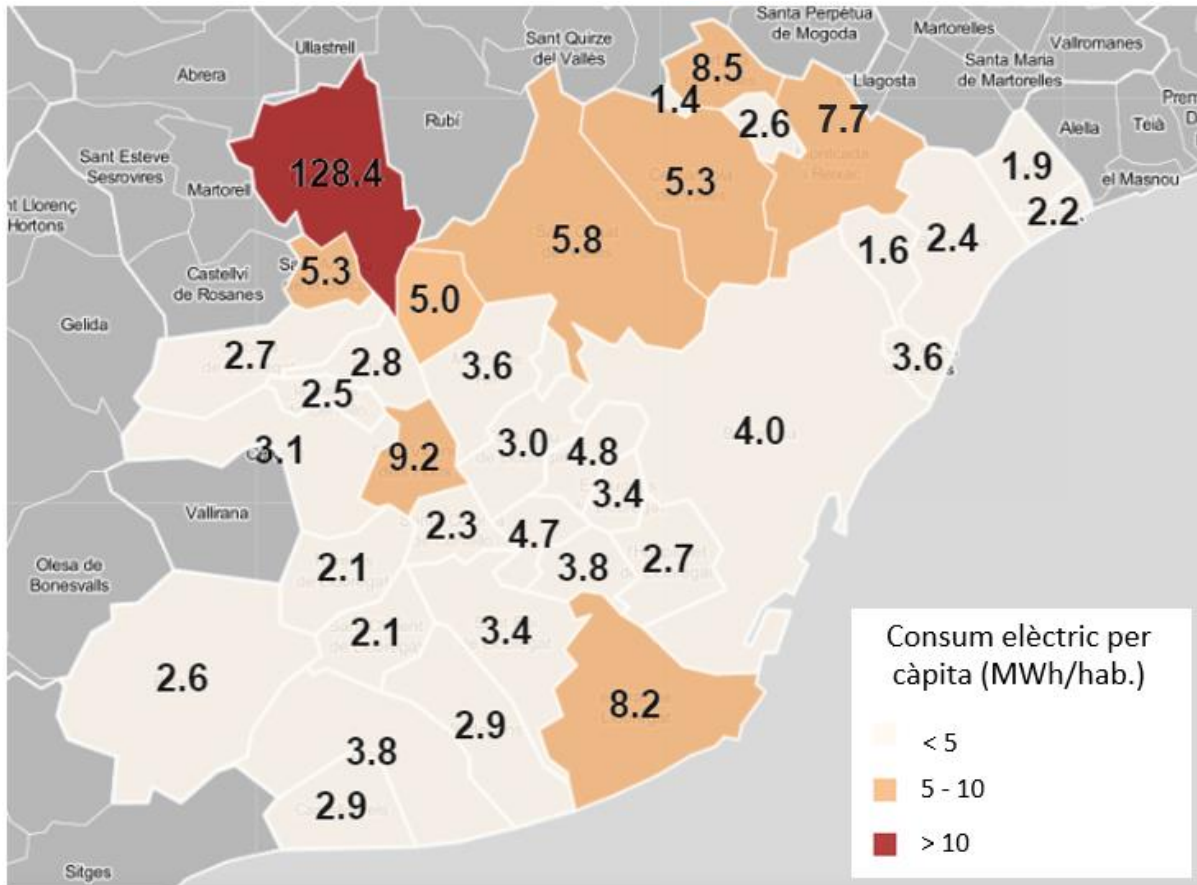 Santa Perpètua
de Mogoda
Martorelles
Sant Quirze
del Vallès
Ullastrell
Vallromanes
Santa Maria
de Martorelles
Abrera
8.5
Llagosta
1.4
Rubí
2.6
7.7
Alella
Teià
Sant Esteve
Sesrovires
128.4
Martorell
5.3
1.9
el Masnou
Hortons
2.2
5.8
1.6
2.4
Castellví
de Rosanes
5.3
5.0
Gelida
2.7
2.8
3.6
3.6
2.5
3.1
9.2
3.0
4.8
4.0
3.4
Vallirana
2.3
4.7
Olesa de
Bonesvalls
2.1
3.8
2.7
2.1
3.4
2.6
8.2
2.9
3.8
2.9
Sitges
Consum elèctric per
càpita (MWh/hab.)
< 5
5 - 10
> 10